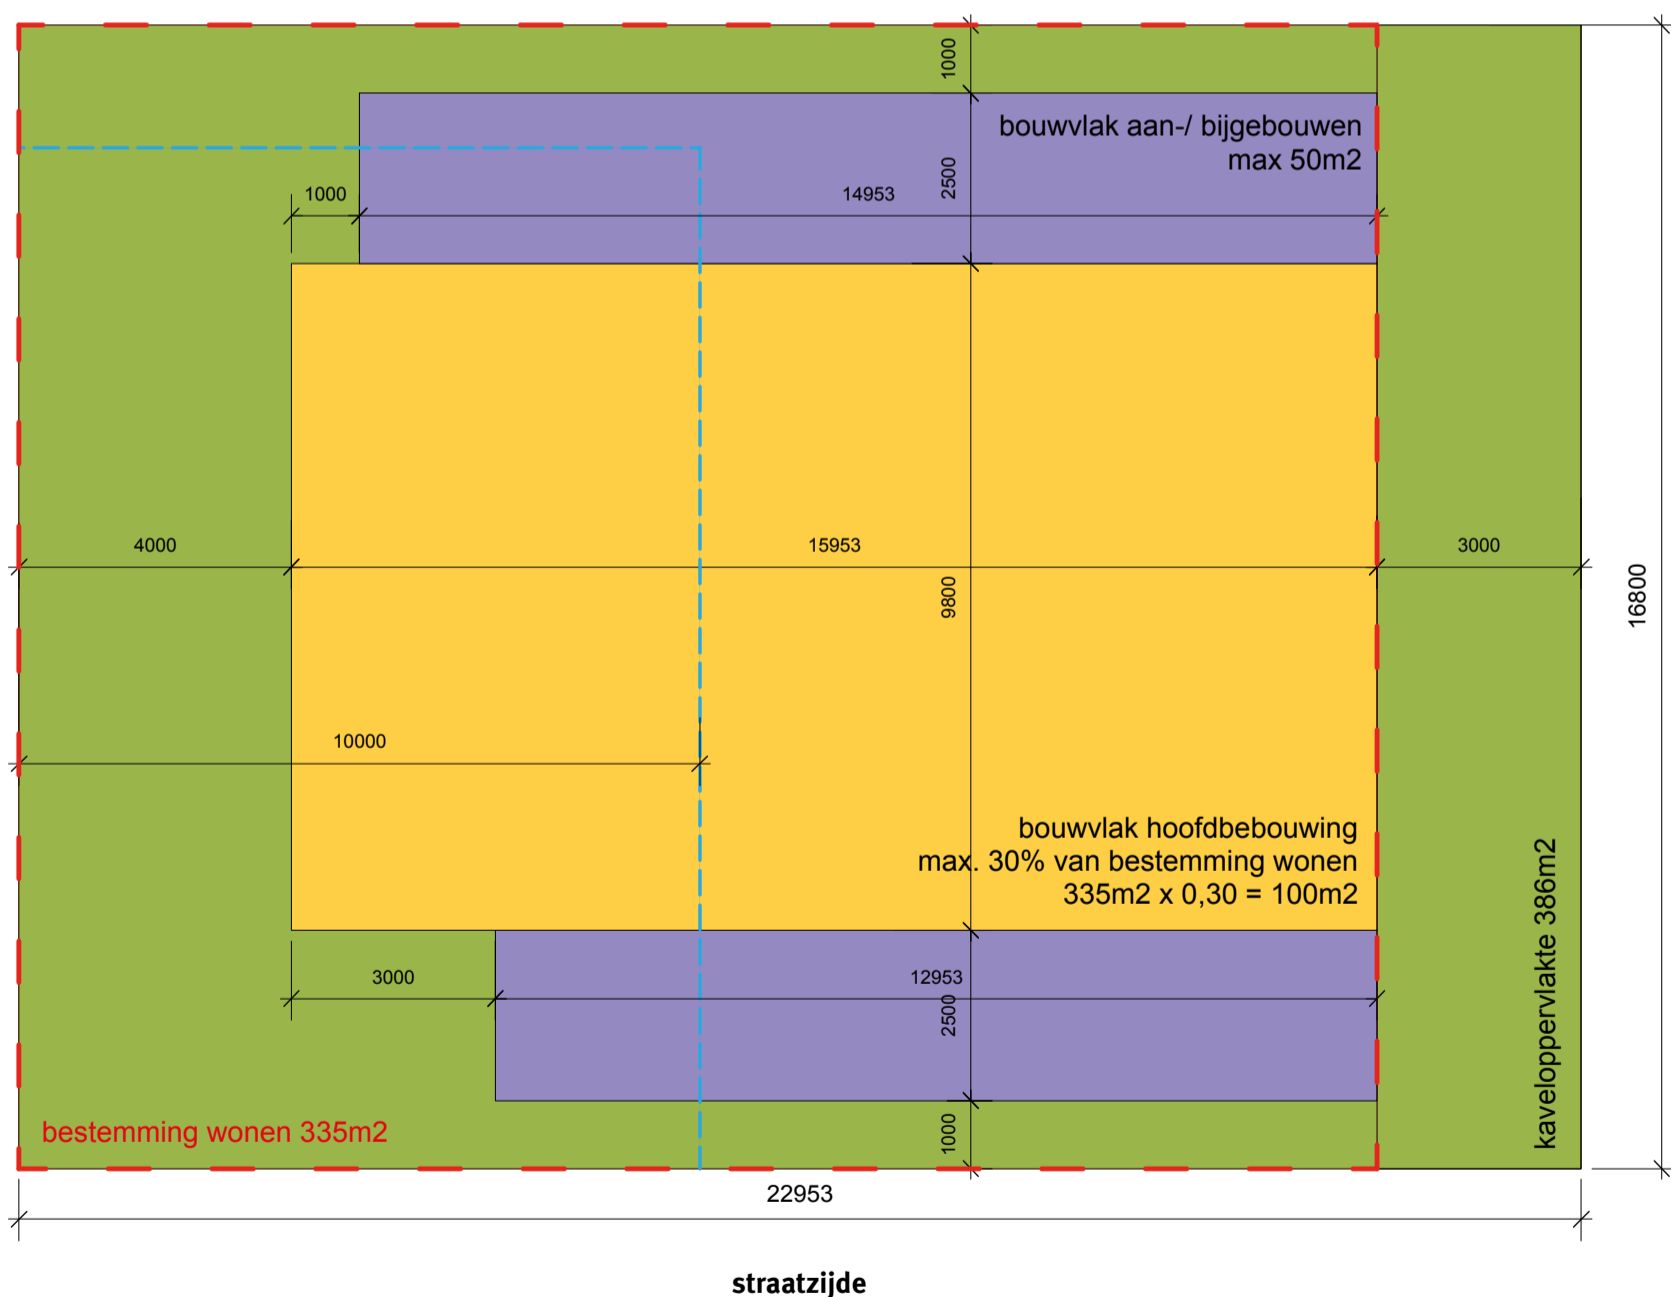 1000
bouwvlak aan-/ bijgebouwen
max 50m2
2500
1000
14953
4000
15953
3000
9800
16800
10000
bouwvlak hoofdbebouwing
max. 30% van bestemming wonen
335m2 x 0,30 = 100m2
kaveloppervlakte 386m2
3000
12953
2500
bestemming wonen 335m2
1000
22953
straatzijde